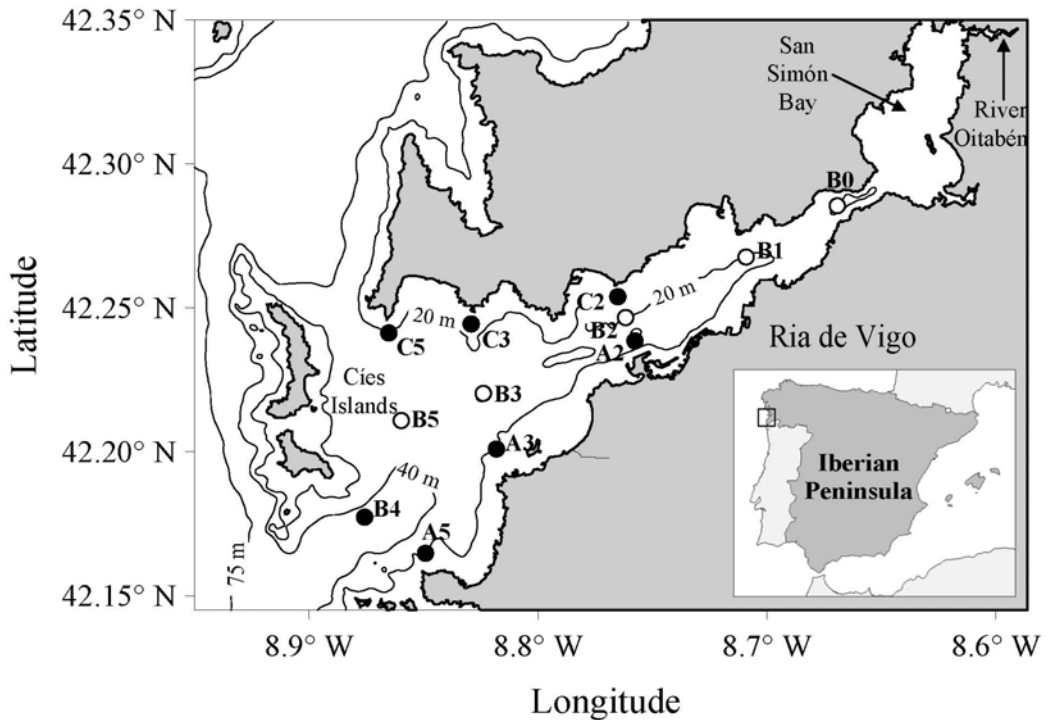 42.35° N
42.30° N
42.25° N
42.20° N
42.15° N
Latitude
8.9° W
8.8° W
8.7° W
8.6° W
Longitude
San
Simón
Bay
River
Oitabén
B0
B1
C2
20 m
B2
A2
20 m
C3
C5
Ria de Vigo
Cíes
Islands
B3
B5
A3
40 m
B4
A5
75 m
Iberian
Peninsula